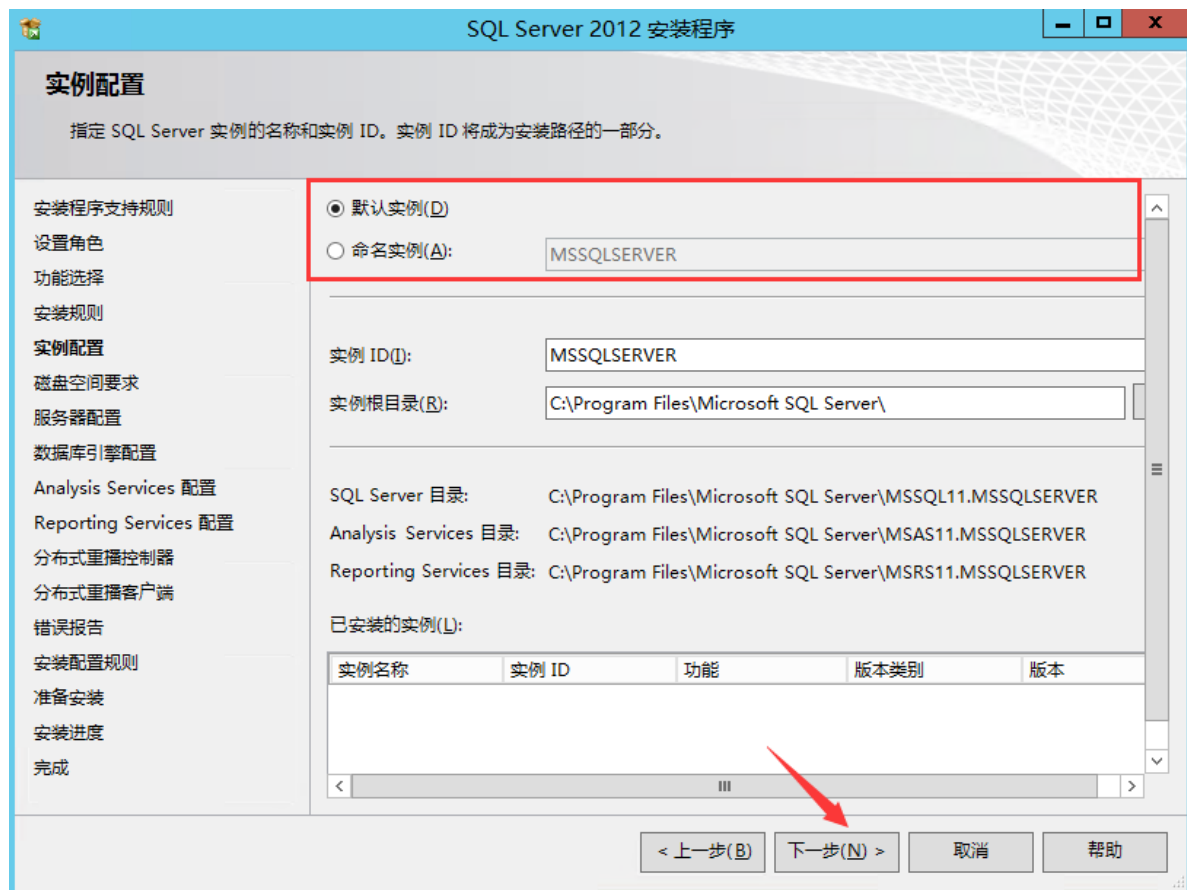 SQL Server 2012 安装程序
实例配置
指定 SQL Server 实例的名称和实例 ID。实例 ID 将成为安装路径的一部分。
安装程序支持规则
设置角色
功能选择
安装规则
实例配置
磁盘空间要求
服务器配置
数据库引擎配置
Analysis Services 配置
Reporting Services 配置
分布式重播控制器
分布式重播客户端
错误报告
安装配置规则
准备安装
安装进度
完成
默认实例(D)
命名实例(A): MSSQLSERVER
实例 ID(I): MSSQLSERVER
实例根目录(R): C:\Program Files\Microsoft SQL Server\
SQL Server 目录: C:\Program Files\Microsoft SQL Server\MSSQL11.MSSQLSERVER
Analysis Services 目录: C:\Program Files\Microsoft SQL Server\MSAS11.MSSQLSERVER
Reporting Services 目录: C:\Program Files\Microsoft SQL Server\MSRS11.MSSQLSERVER
已安装的实例(L):
实例名称 实例 ID 功能 版本类别 版本
< 上一步(B) 下一步(N) > 取消 帮助